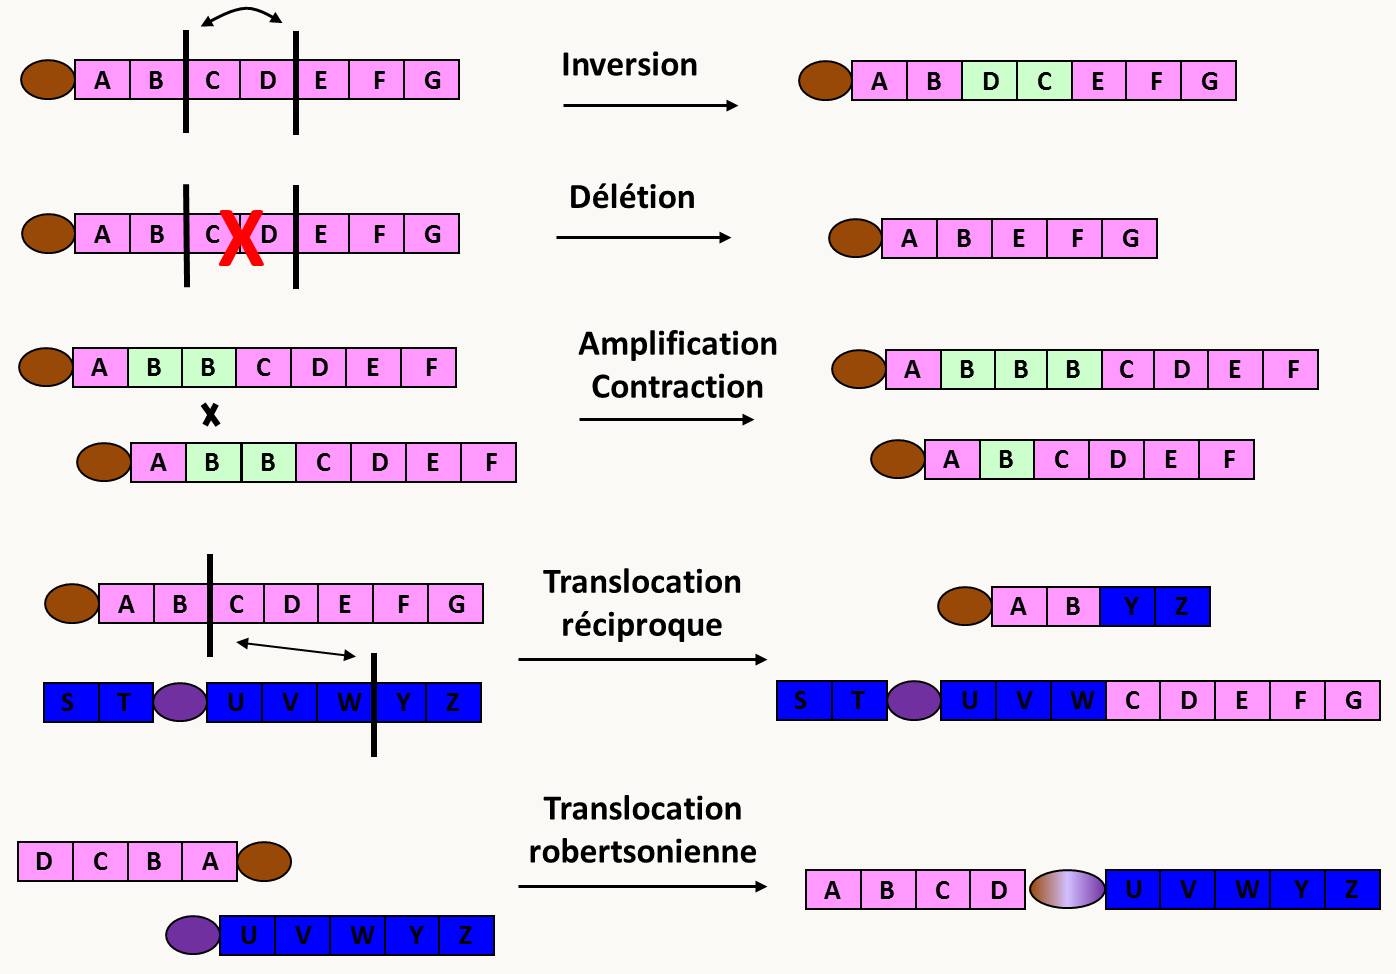 A B C D E F G
Inversion
A B D C E F G
A B C X D E F G
Délétion
A B E F G
A B B C D E F
x
A B B C D E F
Amplification
Contraction
A B B B C D E F
A B C D E F
A B C D E F G
S T U V W Y Z
Translocation
réciproque
A B Y Z
S T U V W C D E F G
D C B A
U V W Y Z
Translocation
robertsonienne
A B C D U V W Y Z